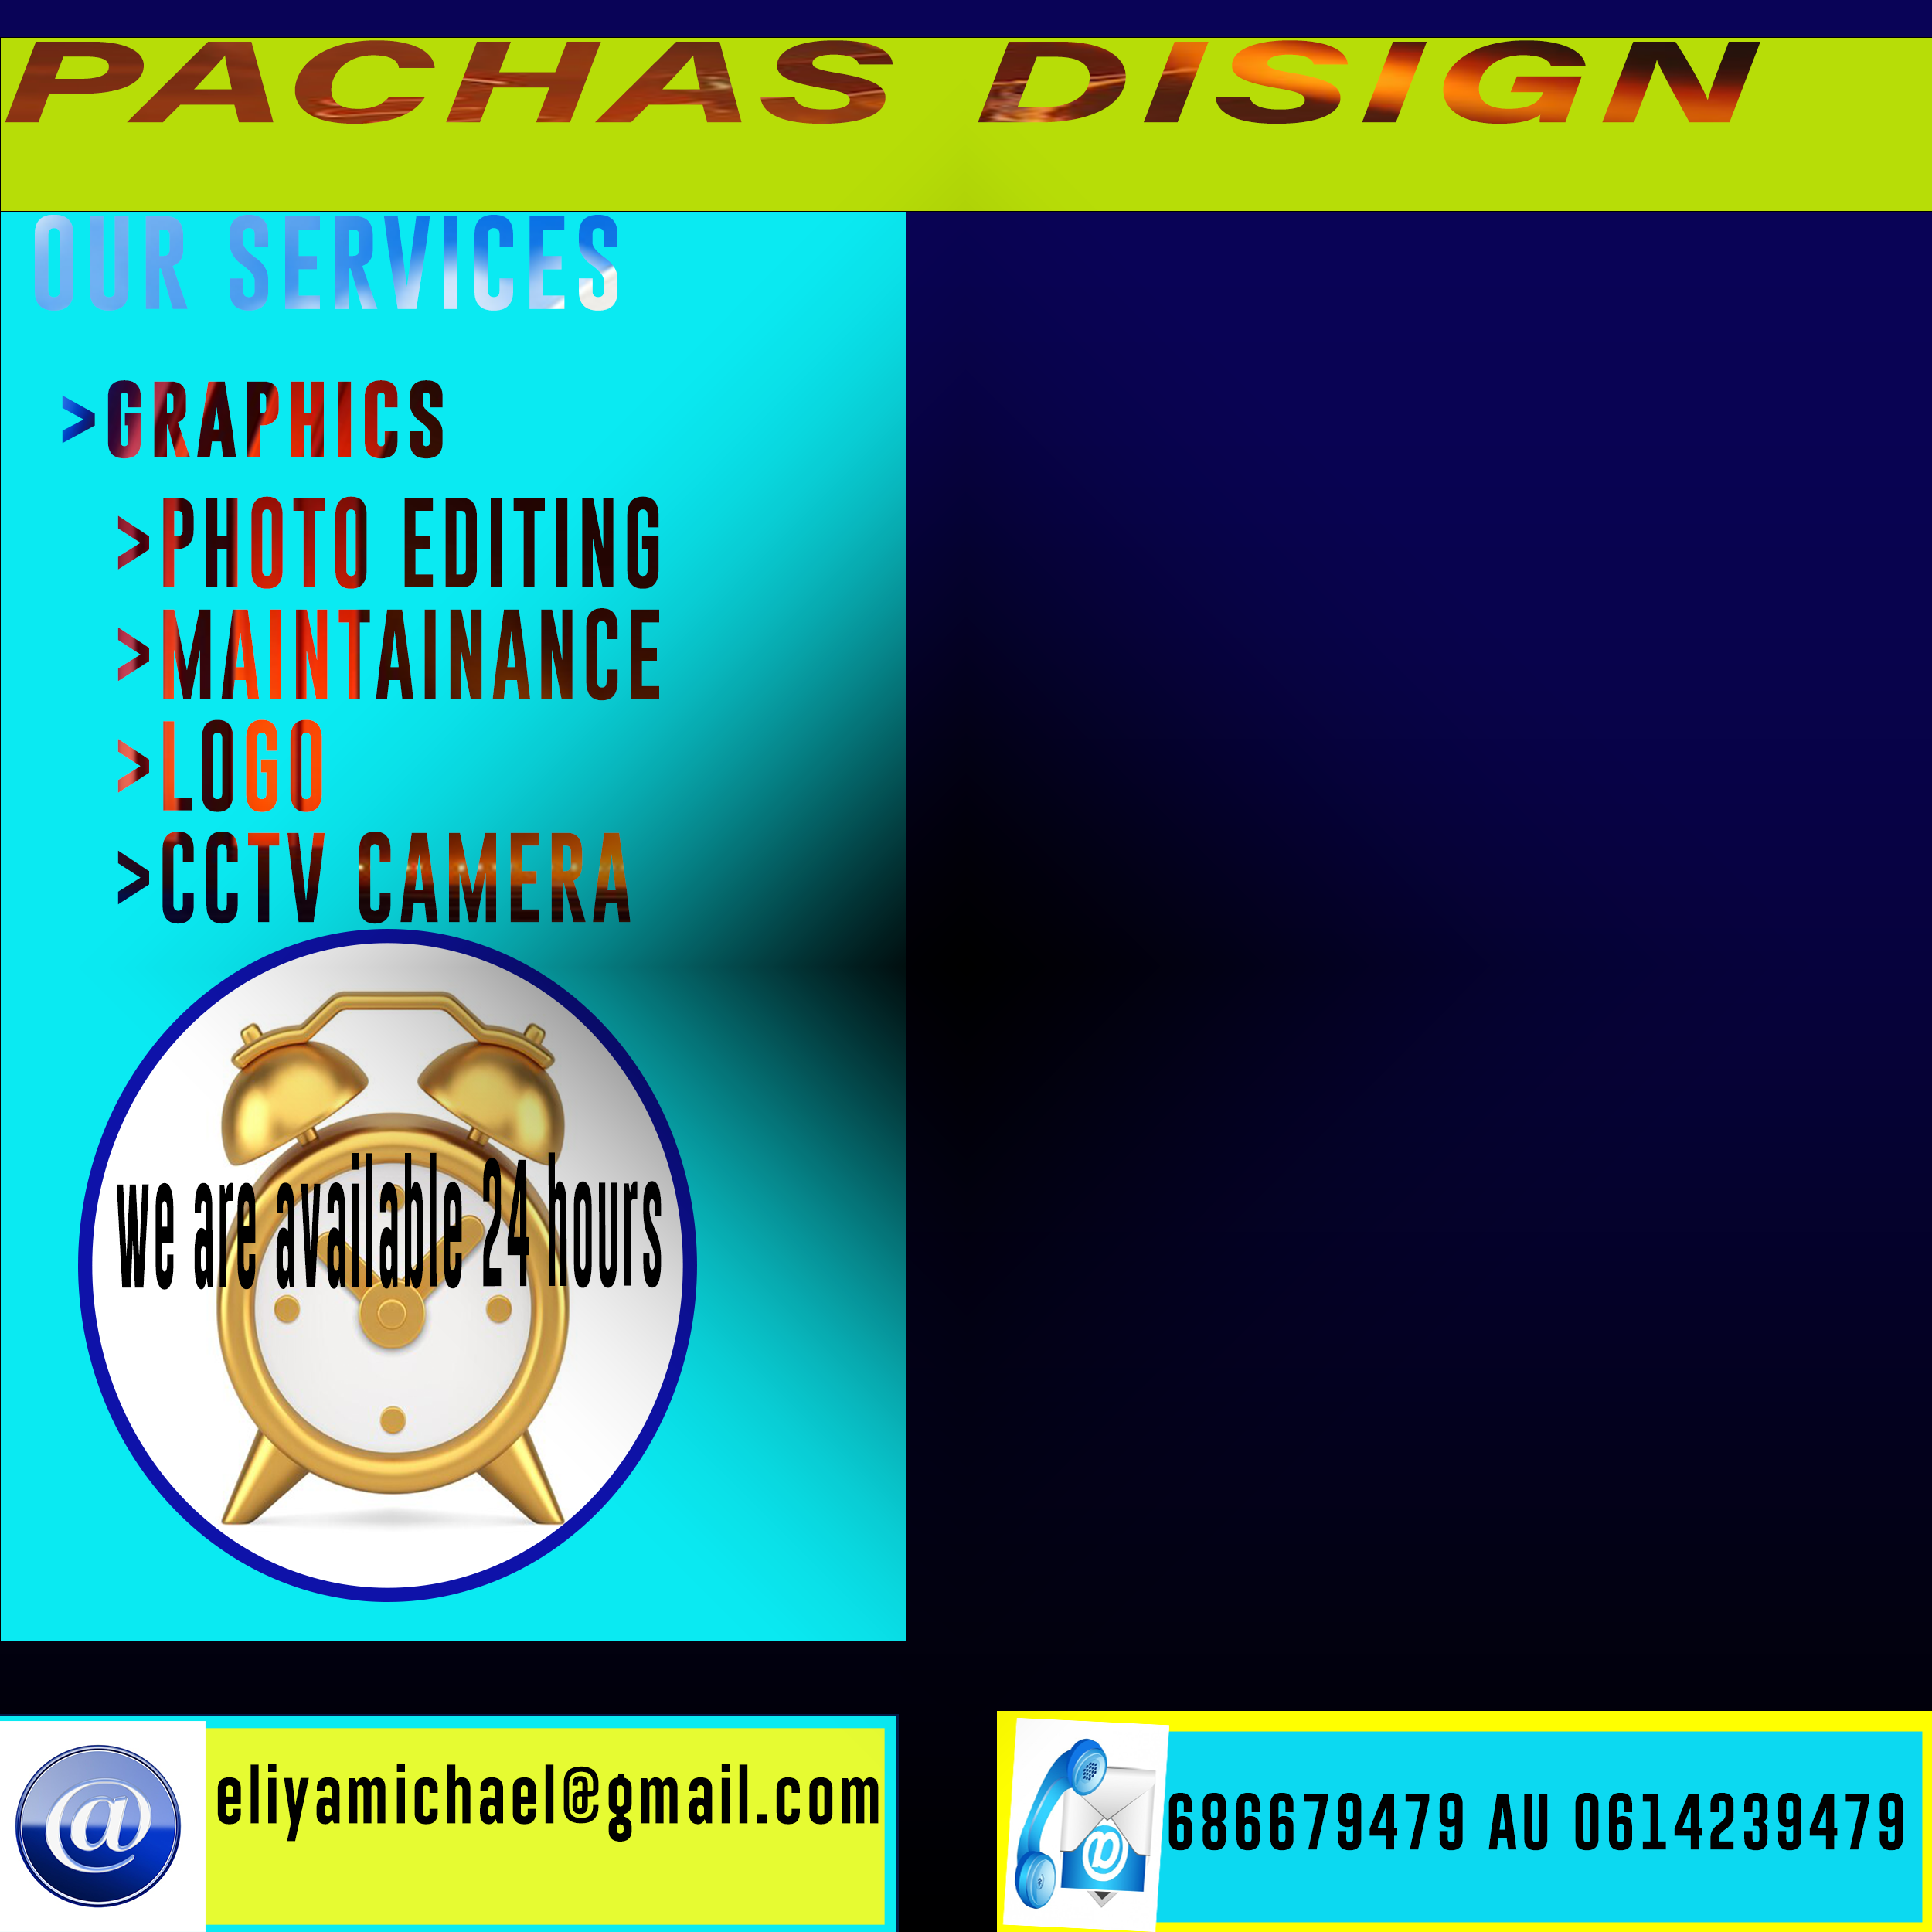 PACHAS DISIGN
OUR SERVICES
>GRAPHICS
>PHOTO EDITING
>MAINTAINANCE
>LOGO
>CCTV CAMERA
we are available 24 hours
@
eliyamichael@gmail.com
@
686679479 AU 0614239479